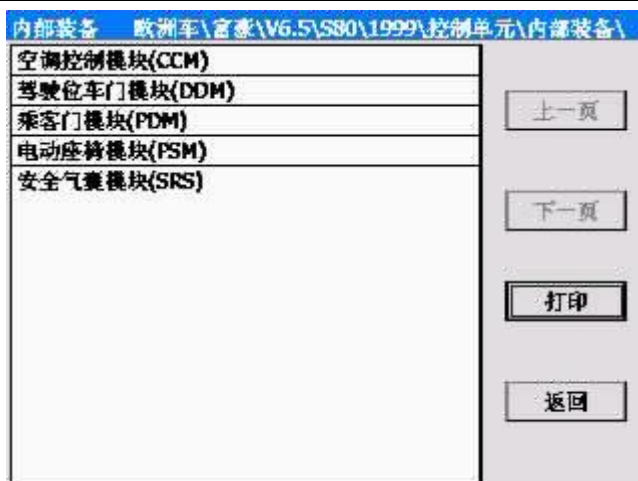 内部装备 欧洲车\富豪\V6.5\S80\1999\控制单元\内部装备\
空调控制模块(CCM)
驾驶位车门模块(DDM)
乘客门模块(PDM)
电动座椅模块(PSM)
安全气囊模块(SRS)
上一页
下一页
打印
返回